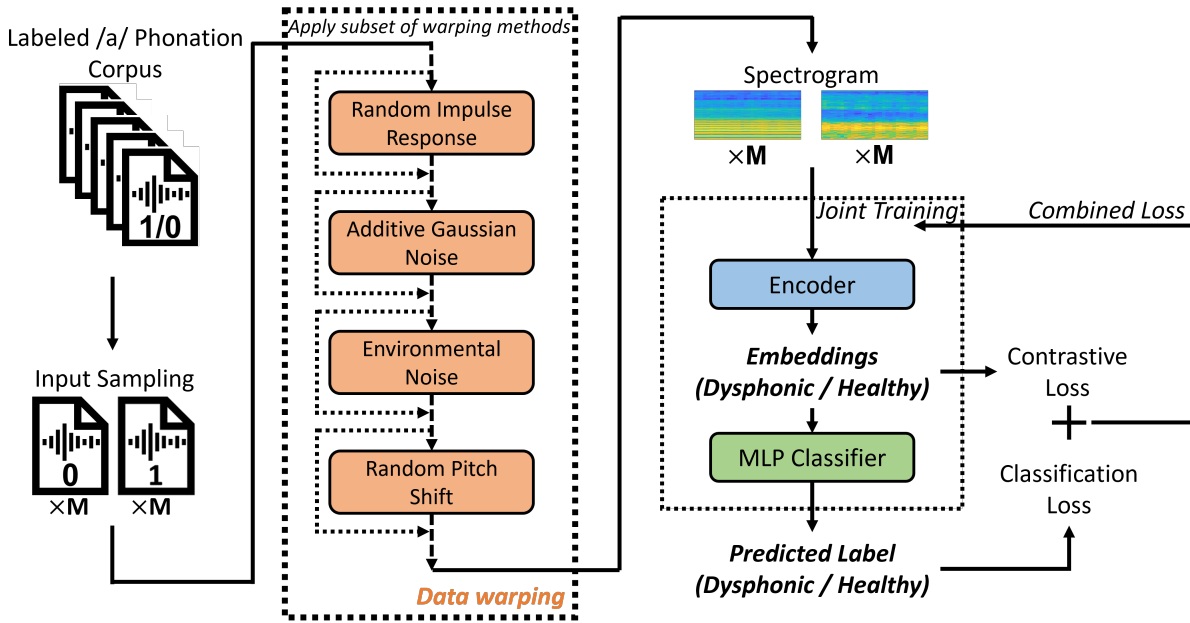 Labeled /a/ Phonation
Corpus
1/0
Input Sampling
0
1
×M
×M
Apply subset of warping methods
Random Impulse
Response
Additive Gaussian
Noise
Environmental
Noise
Random Pitch
Shift
Data warping
Spectrogram
×M
×M
Joint Training
Combined Loss
Encoder
Embeddings
(Dysphonic / Healthy)
Contrastive
Loss
+
MLP Classifier
Classification
Loss
Predicted Label
(Dysphonic / Healthy)